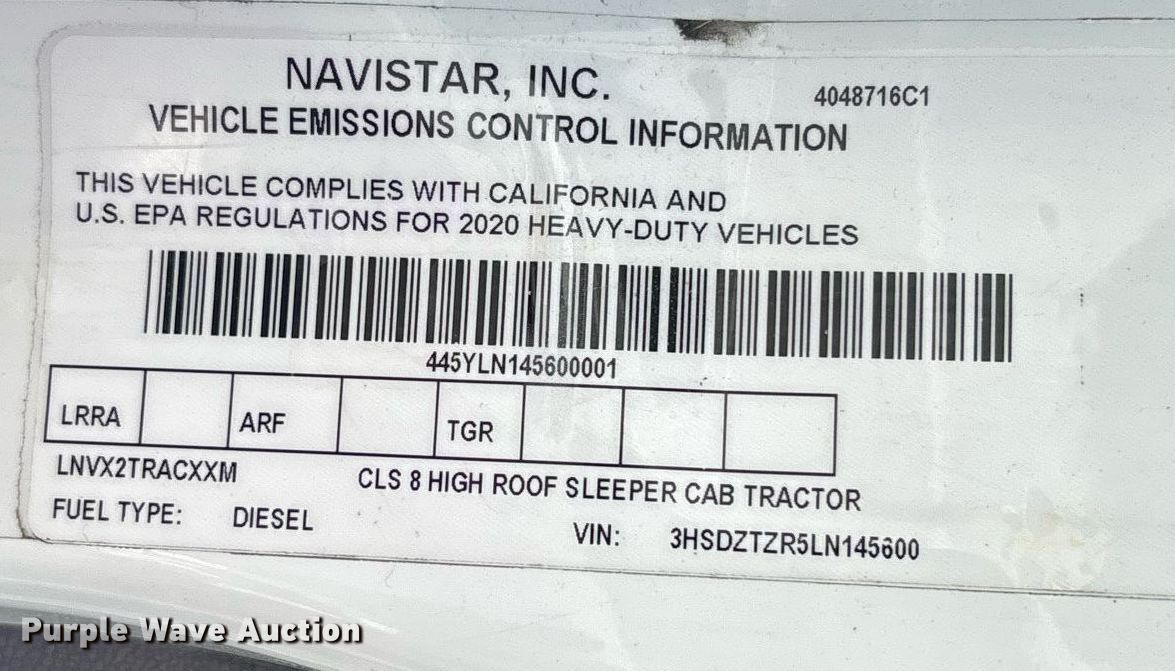 NAVISTAR, INC.
4048716C1
VEHICLE EMISSIONS CONTROL INFORMATION
THIS VEHICLE COMPLIES WITH CALIFORNIA AND
U.S. EPA REGULATIONS FOR 2020 HEAVY-DUTY VEHICLES
445YLN145600001
LRRA ARF TGR
LNVX2TRACXXM CLS 8 HIGH ROOF SLEEPER CAB TRACTOR
FUEL TYPE: DIESEL VIN: 3HSDZTZR5LN145600
Purple Wave Auction